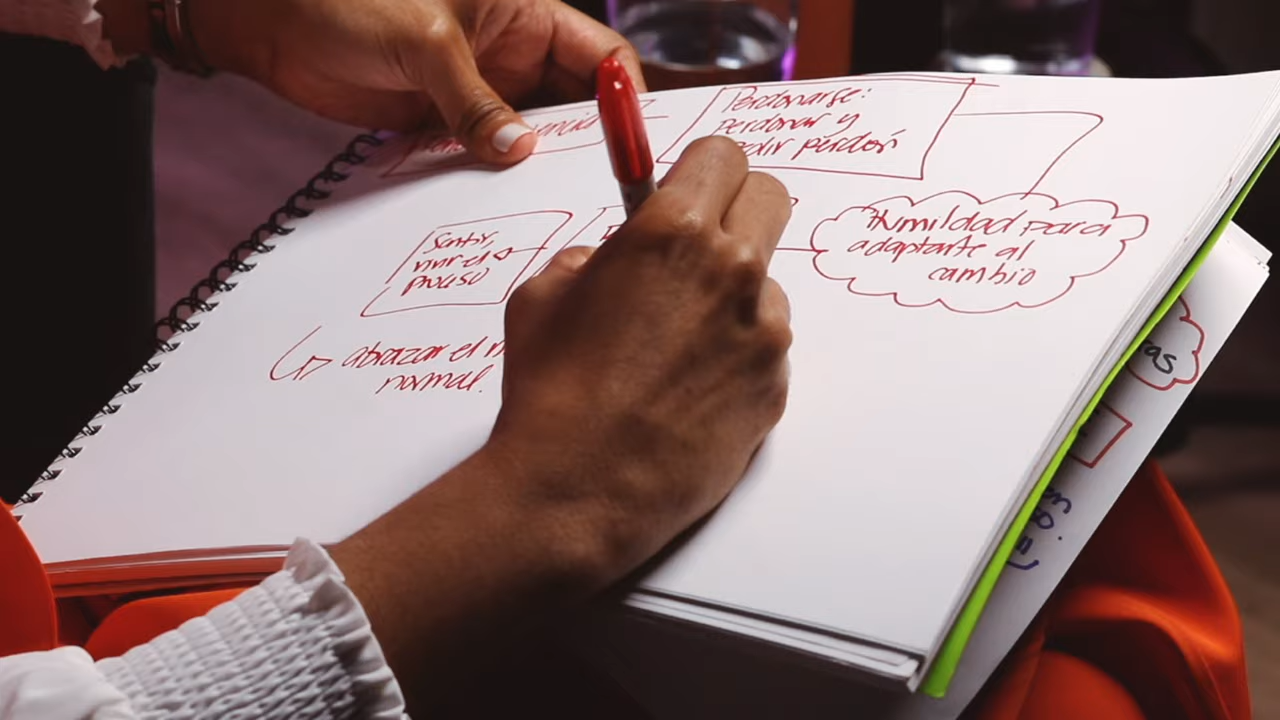 Perdonarse:
perdonar y
pedir perdón
Humildad para
adaptarte al
cambio
Sentir,
vivir el
proceso
abrazar el
normal.